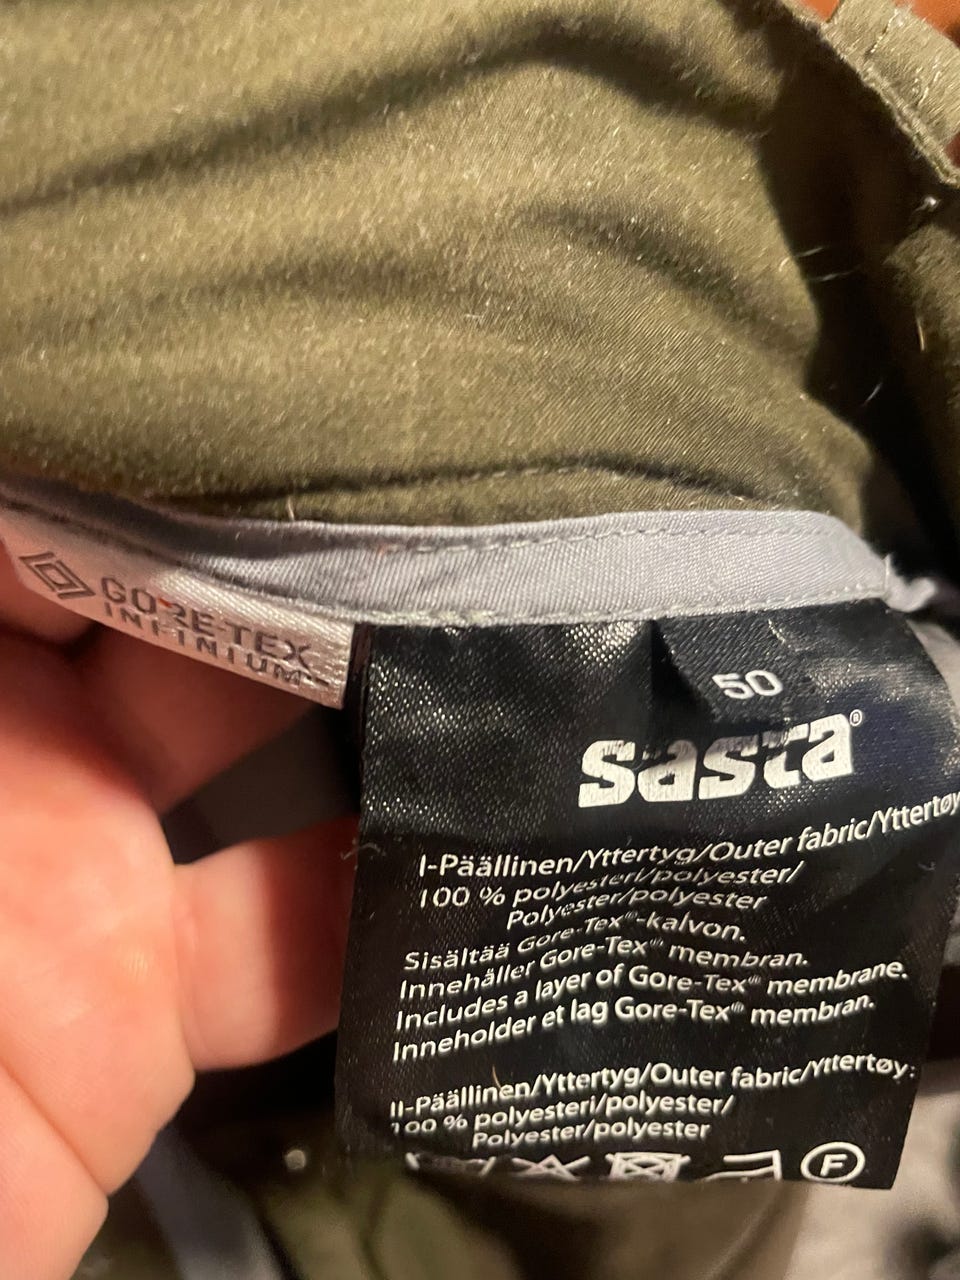 GORE-TEX
INFINIUM™
50
sasta®
I-Päällinen/Yttertyg/Outer fabric/Yttertøy
100 % polyesteri/polyester/
Polyester/polyester
Sisältää Gore-Tex®-kalvon.
Innehåller Gore-Tex® membran.
Includes a layer of Gore-Tex® membrane.
Inneholder et lag Gore-Tex® membran.
II-Päällinen/Yttertyg/Outer fabric/Yttertøy:
100 % polyesteri/polyester/
Polyester/polyester
F